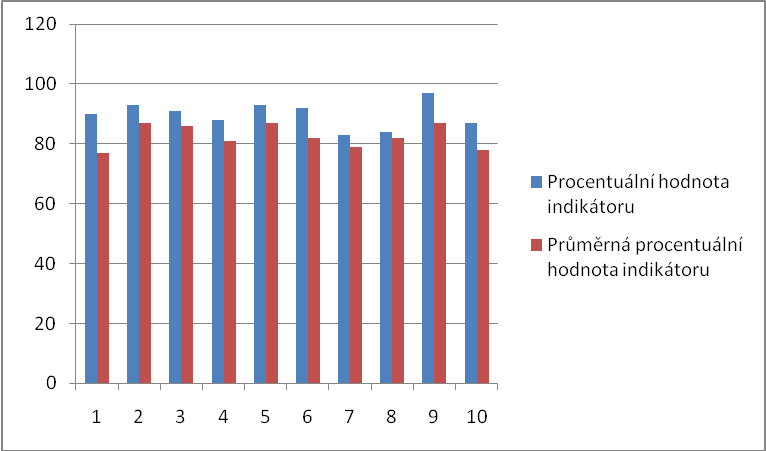 120
100
80
60
40
20
0
1 2 3 4 5 6 7 8 9 10
Procentuální hodnota
indikátoru
Průměrná procentuální
hodnota indikátoru